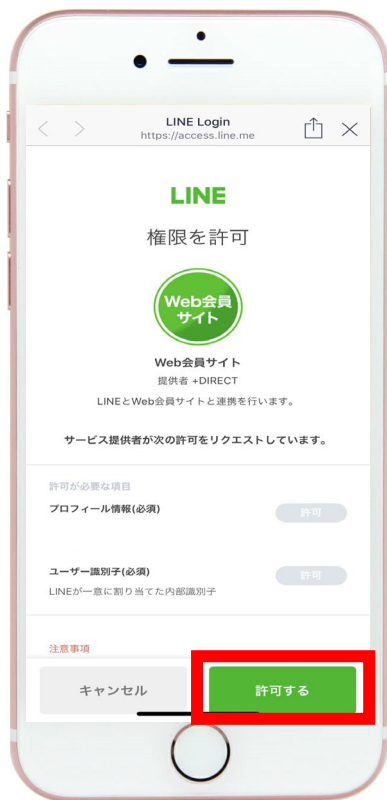 LINE Login
https://access.line.me
LINE
権限を許可
Web会員
サイト
Web会員サイト
提供者 +DIRECT
LINEとWeb会員サイトと連携を行います。
サービス提供者が次の許可をリクエストしています。
許可が必要な項目
プロフィール情報(必須)
許可
ユーザー識別子(必須)
許可
LINEが一意に割り当てた内部識別子
注意事項
キャンセル
許可する